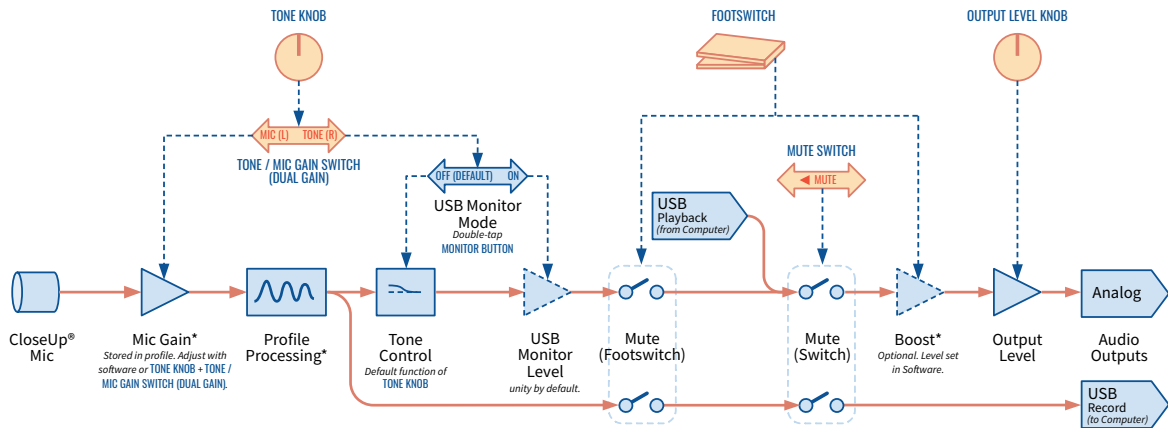 TONE KNOB
FOOTSWITCH
OUTPUT LEVEL KNOB
MIC (L) TONE (R)
TONE / MIC GAIN SWITCH
(DUAL GAIN)
MUTE SWITCH
◄ MUTE
OFF (DEFAULT) ON
USB Monitor
Mode
Double-tap
MONITOR BUTTON
USB
Playback
(from Computer)
CloseUp®
Mic
Mic Gain*
Stored in profile. Adjust with
software or TONE KNOB + TONE /
MIC GAIN SWITCH (DUAL GAIN).
Profile
Processing*
Tone
Control
Default function of
TONE KNOB
USB
Monitor
Level
unity by default.
Mute
(Footswitch)
Mute
(Switch)
Boost*
Optional. Level set
in Software.
Output
Level
Analog
Audio
Outputs
USB
Record
(to Computer)